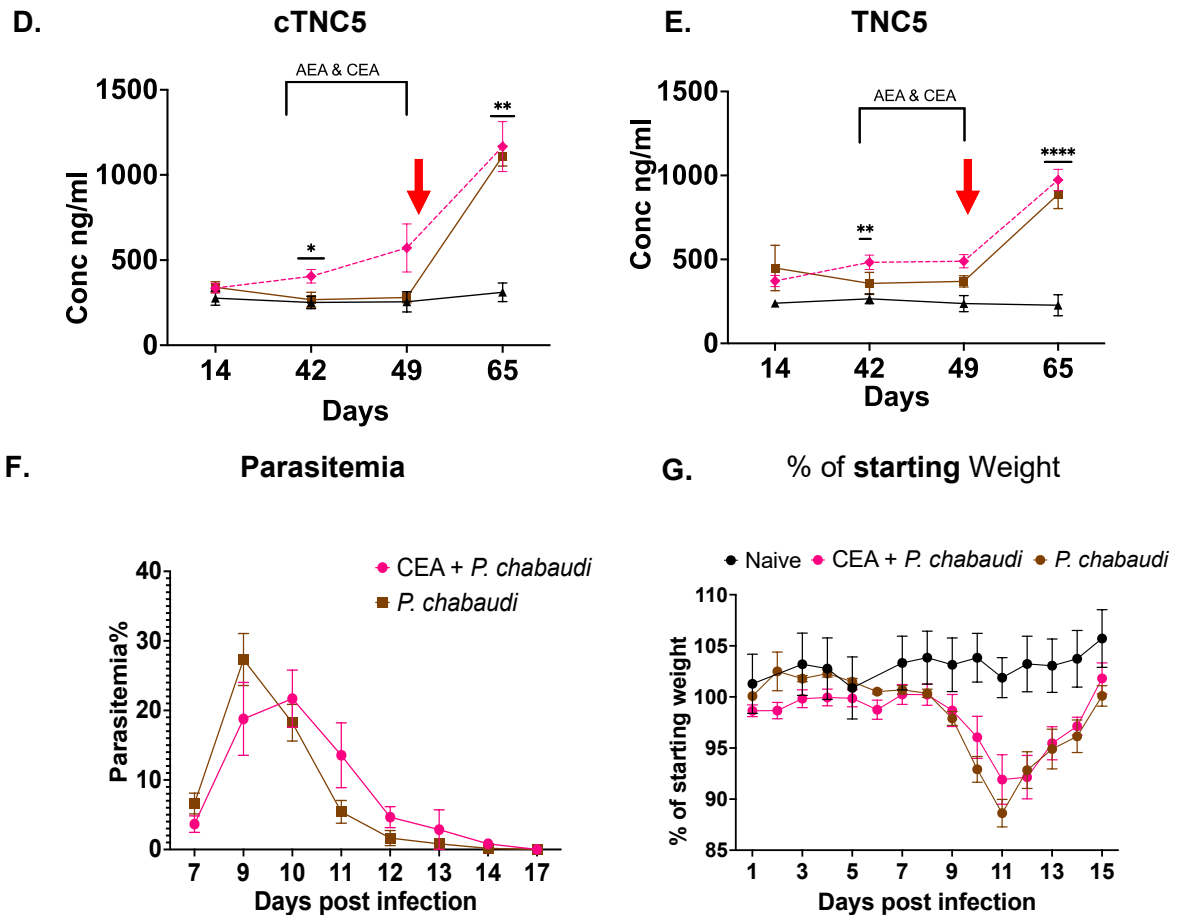 D. cTNC5
AEA & CEA
1500
1000
500
0
Conc ng/ml
*
**
14 42 49 65
Days
E. TNC5
AEA & CEA
1500
1000
500
0
Conc ng/ml
**
****
14 42 49 65
Days
F. Parasitemia
CEA + P. chabaudi
P. chabaudi
40
30
20
10
0
Parasitemia%
7 9 10 11 12 13 14 17
Days post infection
G. % of starting Weight
Naive CEA + P. chabaudi P. chabaudi
110
105
100
95
90
85
% of starting weight
1 3 5 7 9 11 13 15
Days post infection